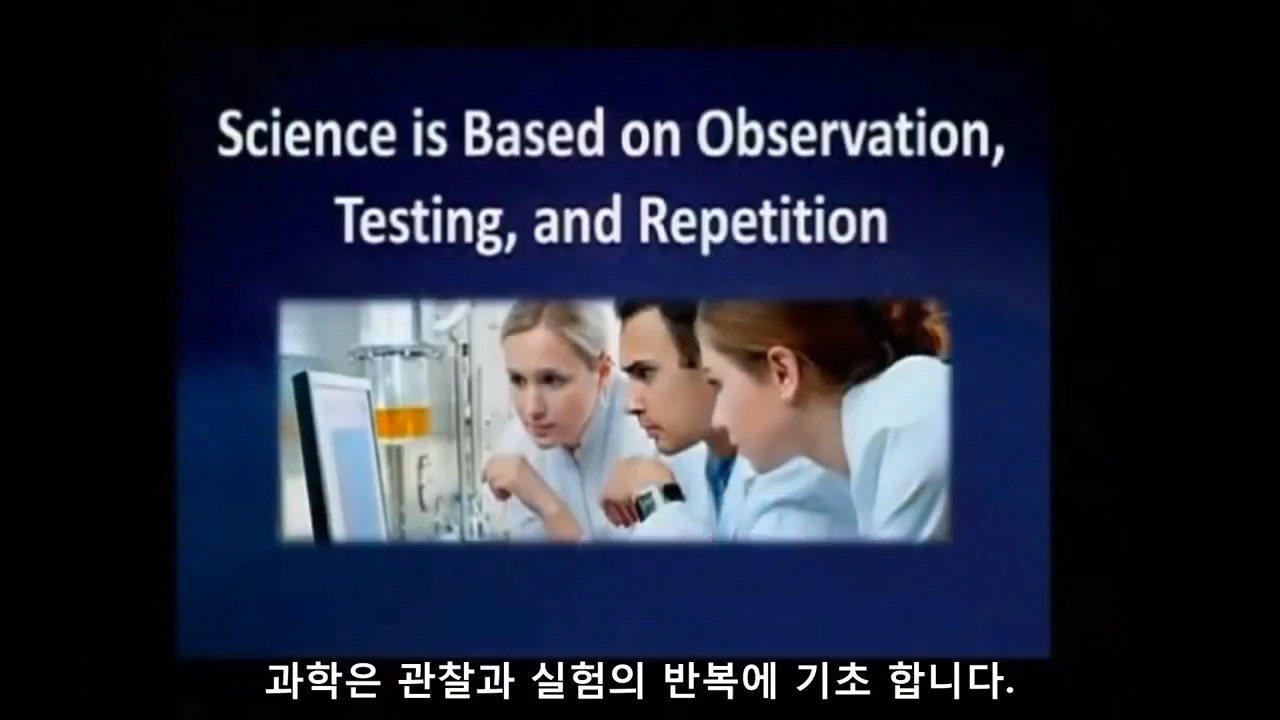 Science is Based on Observation,
Testing, and Repetition
과학은 관찰과 실험의 반복에 기초 합니다.